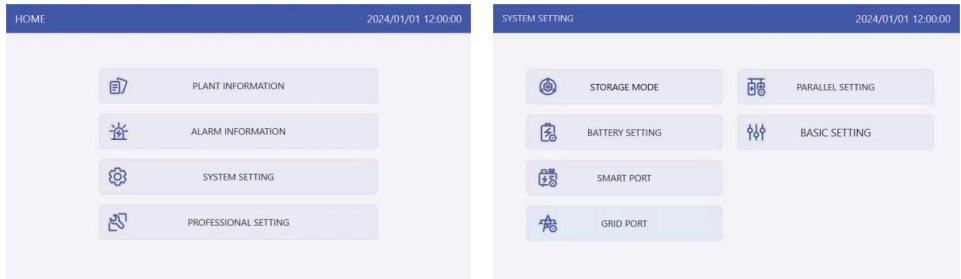 HOME 2024/01/01 12:00:00
PLANT INFORMATION
ALARM INFORMATION
SYSTEM SETTING
PROFESSIONAL SETTING
SYSTEM SETTING 2024/01/01 12:00:00
STORAGE MODE
BATTERY SETTING
SMART PORT
GRID PORT
PARALLEL SETTING
BASIC SETTING